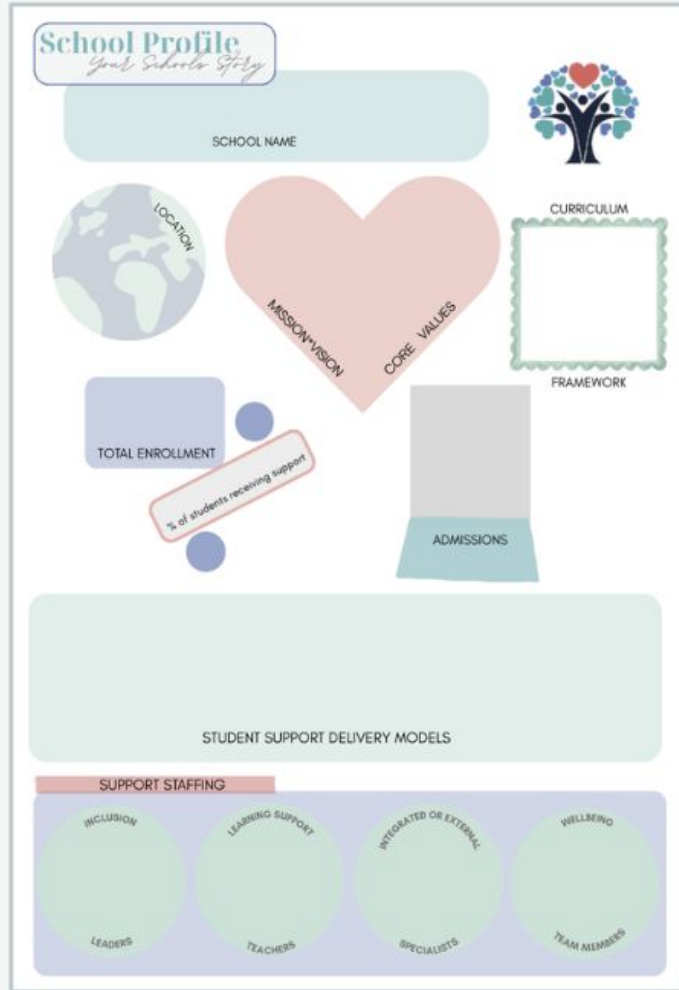 School Profile
Your Schools Story
SCHOOL NAME
LOCATION
MISSION*VISION
CORE VALUES
CURRICULUM
FRAMEWORK
TOTAL ENROLLMENT
% of students receiving support
ADMISSIONS
STUDENT SUPPORT DELIVERY MODELS
SUPPORT STAFFING
INCLUSION
LEADERS
LEARNING SUPPORT
TEACHERS
INTEGRATED OR EXTERNAL
SPECIALISTS
WELLBEING
TEAM MEMBERS